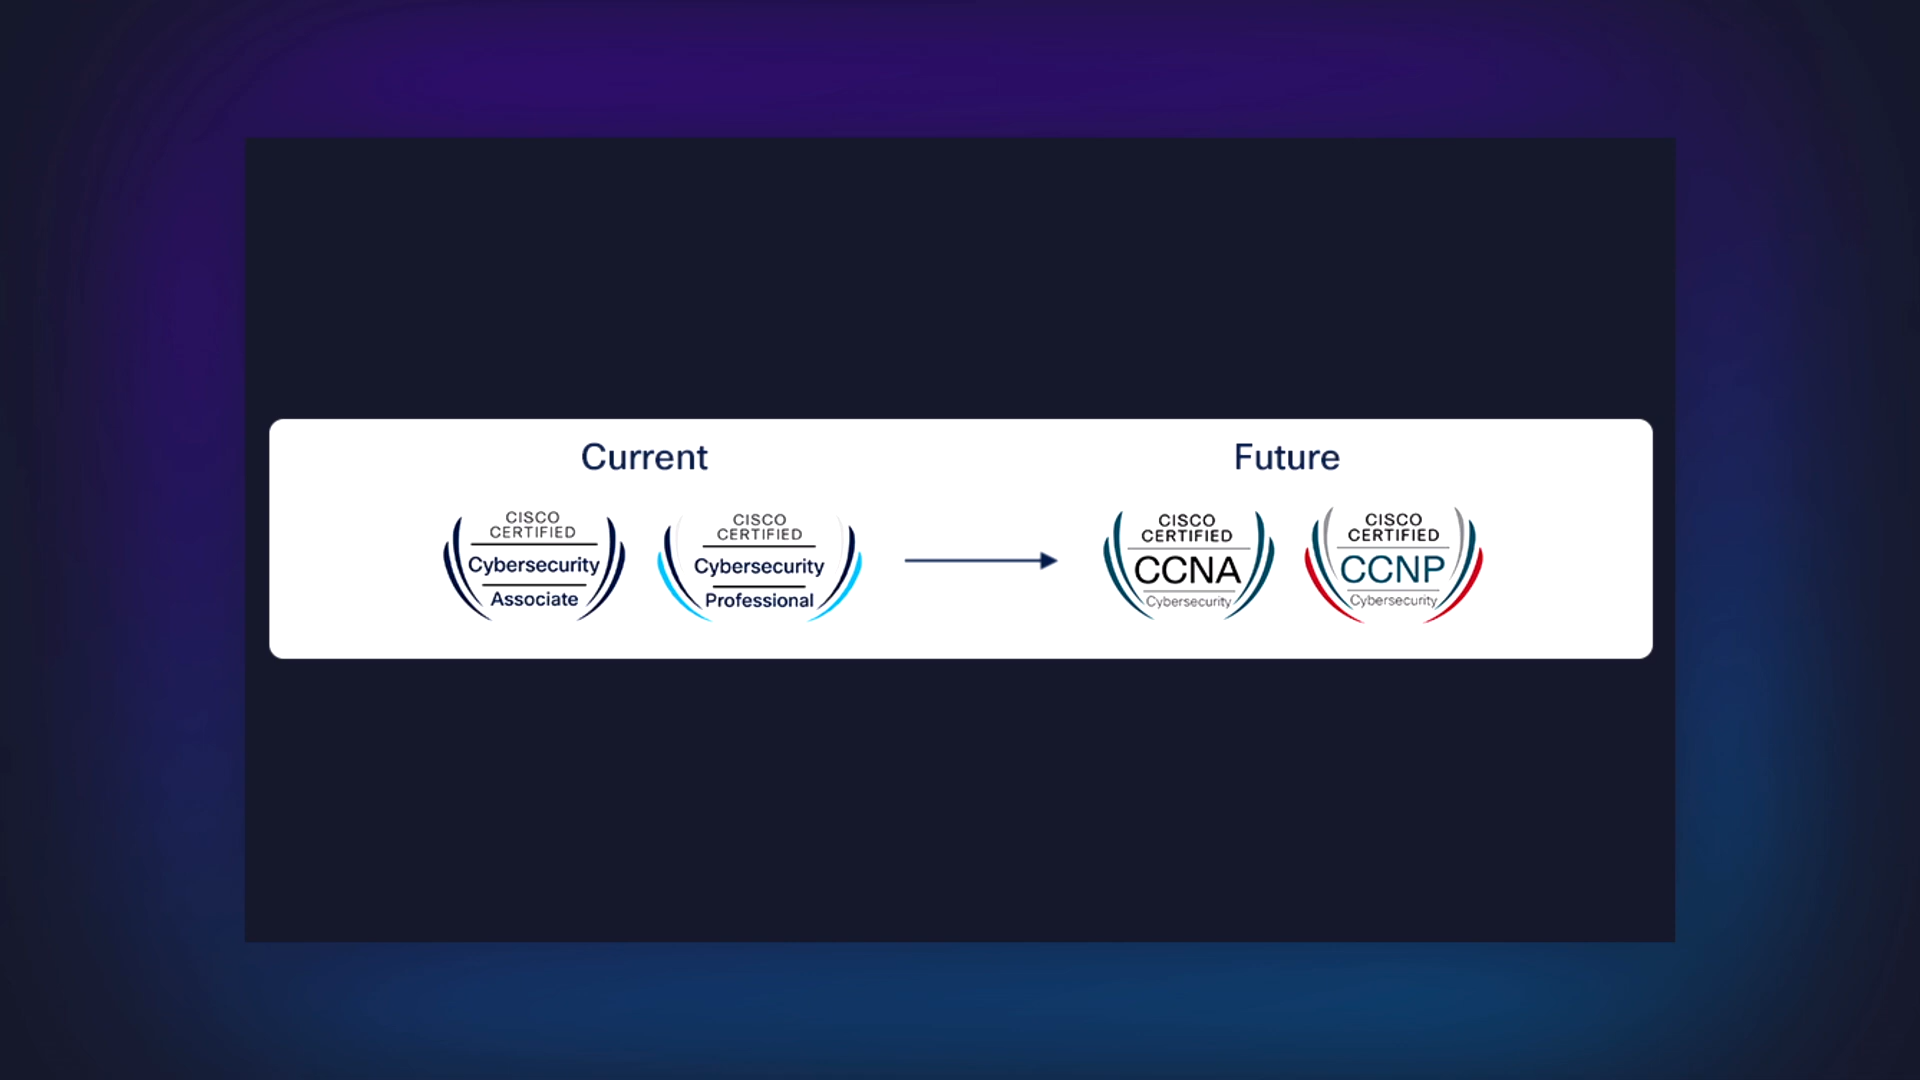 Current
CISCO
CERTIFIED
Cybersecurity
Associate
CISCO
CERTIFIED
Cybersecurity
Professional
Future
CISCO
CERTIFIED
CCNA
Cybersecurity
CISCO
CERTIFIED
CCNP
Cybersecurity